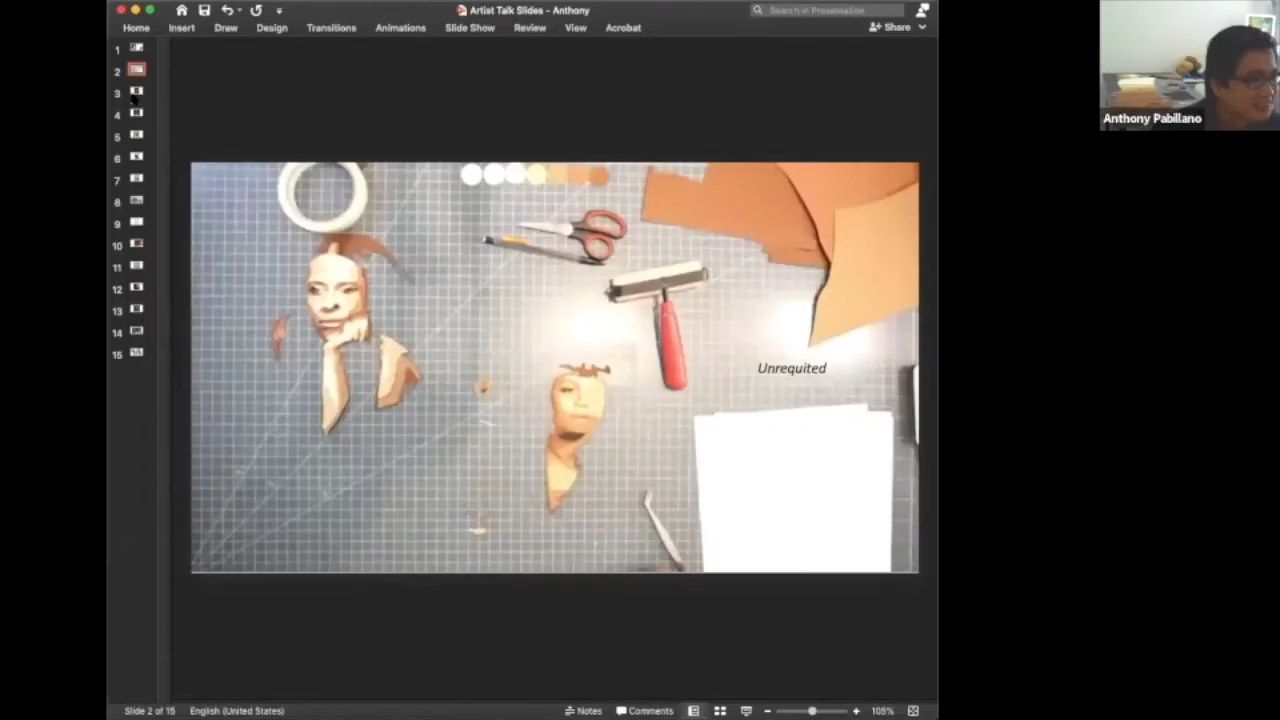 Artist Talk Slides - Anthony
Search in Presentation
Home
Insert
Draw
Design
Transitions
Animations
Slide Show
Review
View
Acrobat
Share
1
2
3
4
5
6
7
8
9
10
11
12
13
14
15
Unrequited
Anthony Pabillano
Slide 2 of 15
English (United States)
Notes
Comments
105%